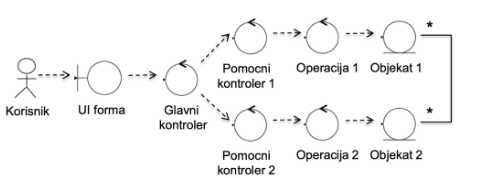 *
Pomocni
kontroler 1
Operacija 1
Objekat 1
Korisnik
UI forma
Glavni
kontroler
*
Pomocni
kontroler 2
Operacija 2
Objekat 2